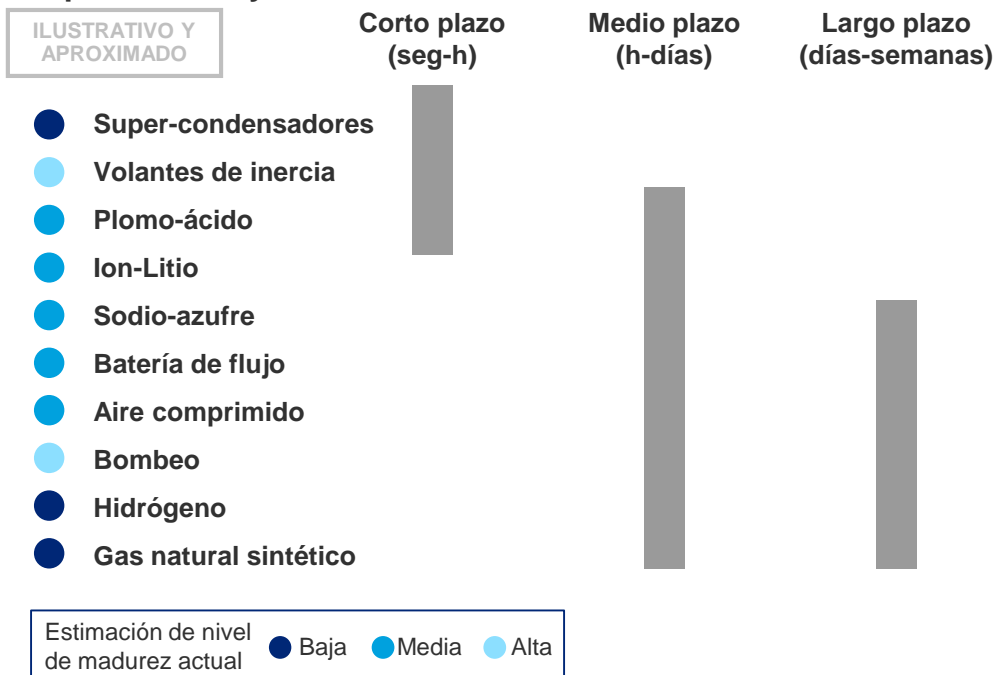 ILUSTRATIVO Y
APROXIMADO
Corto plazo
(seg-h)
Medio plazo
(h-días)
Largo plazo
(días-semanas)
Super-condensadores
Volantes de inercia
Plomo-ácido
Ion-Litio
Sodio-azufre
Batería de flujo
Aire comprimido
Bombeo
Hidrógeno
Gas natural sintético
Estimación de nivel
de madurez actual
Baja
Media
Alta